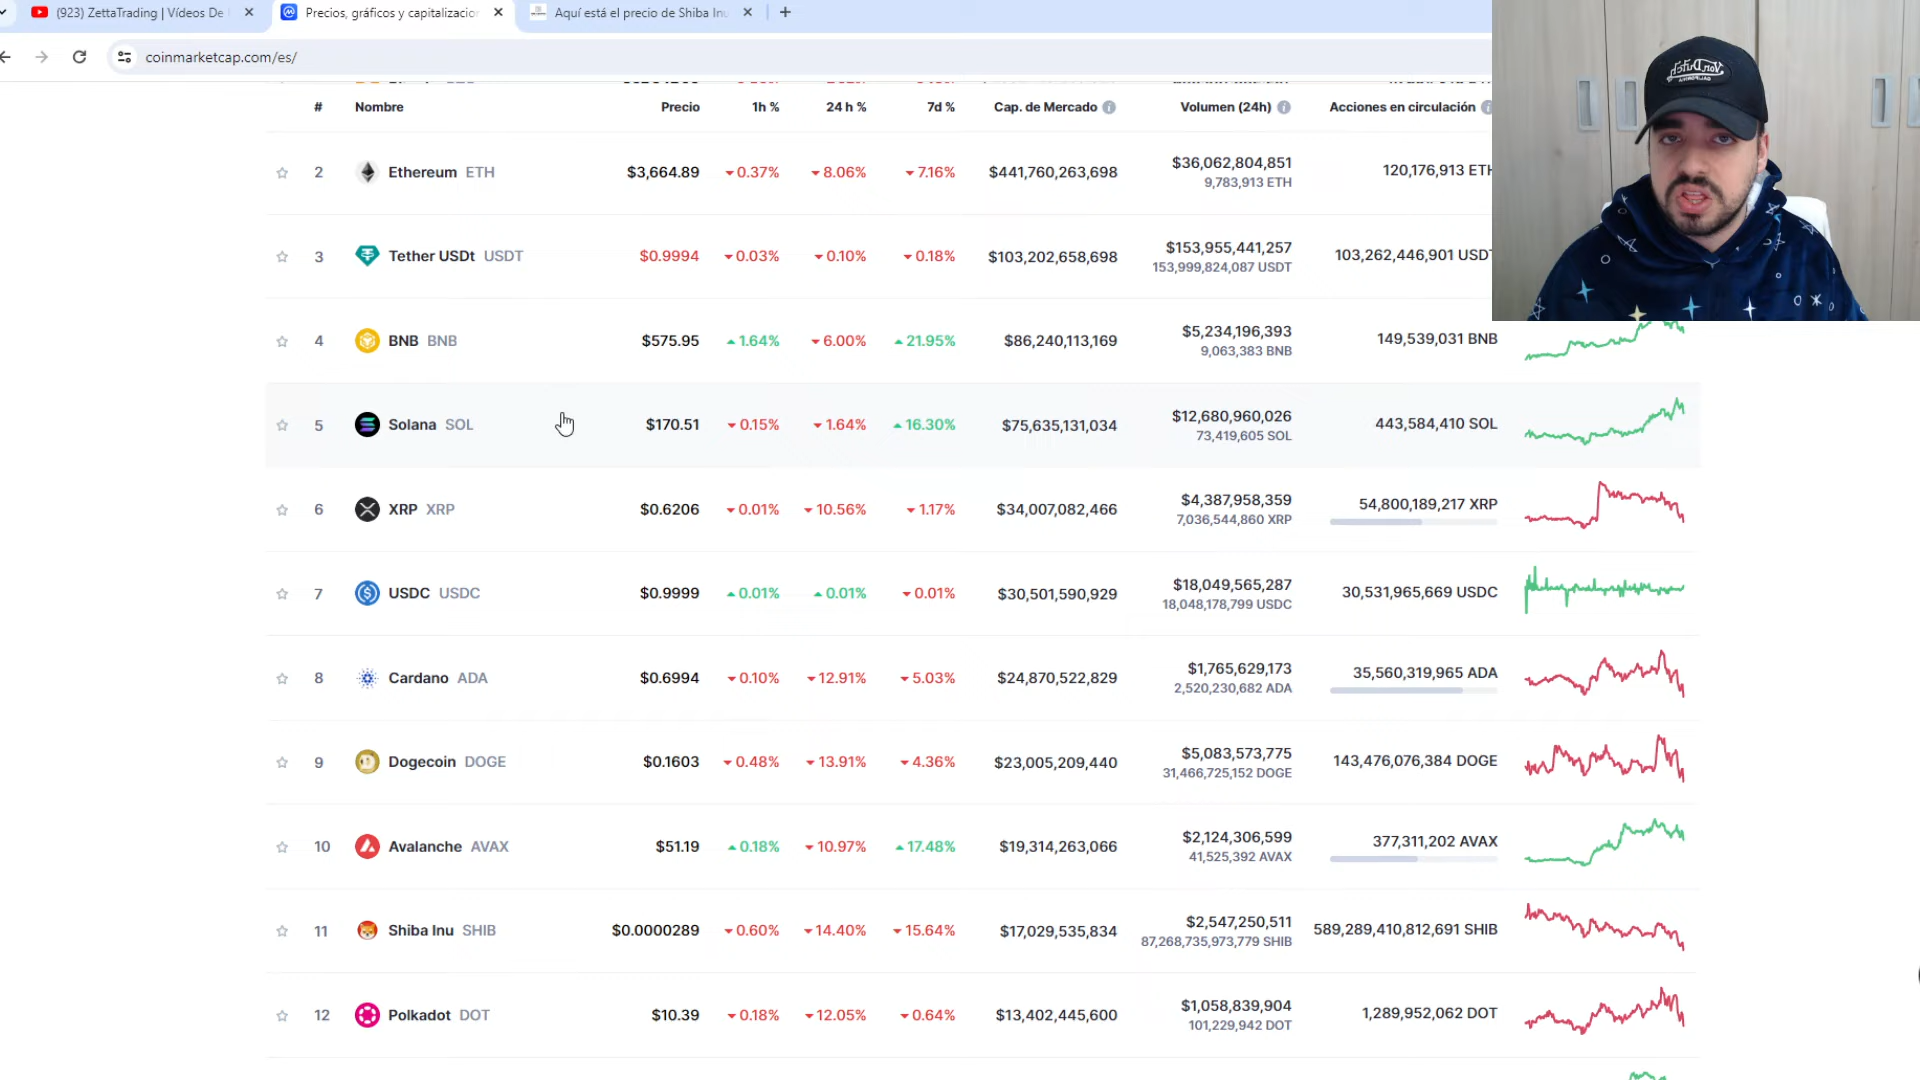 (923) ZettaTrading | Vídeos De
Precios, gráficos y capitalizacion
Aquí está el precio de Shiba Inu
coinmarketcap.com/es/
# Nombre Precio 1h % 24 h % 7d % Cap. de Mercado Volumen (24h) Acciones en circulación
2 Ethereum ETH $3,664.89 0.37% 8.06% 7.16% $441,760,263,698 $36,062,804,851 120,176,913 ETH
9,783,913 ETH
3 Tether USDt USDT $0.9994 0.03% 0.10% 0.18% $103,202,658,698 $153,955,441,257 103,262,446,901 USDT
153,999,824,087 USDT
4 BNB BNB $575.95 1.64% 6.00% 21.95% $86,240,113,169 $5,234,196,393 149,539,031 BNB
9,063,383 BNB
5 Solana SOL $170.51 0.15% 1.64% 16.30% $75,635,131,034 $12,680,960,026 443,584,410 SOL
73,419,605 SOL
6 XRP XRP $0.6206 0.01% 10.56% 1.17% $34,007,082,466 $4,387,958,359 54,800,189,217 XRP
7,036,544,860 XRP
7 USDC USDC $0.9999 0.01% 0.01% 0.01% $30,501,590,929 $18,049,565,287 30,531,965,669 USDC
18,048,178,799 USDC
8 Cardano ADA $0.6994 0.10% 12.91% 5.03% $24,870,522,829 $1,765,629,173 35,560,319,965 ADA
2,520,230,682 ADA
9 Dogecoin DOGE $0.1603 0.48% 13.91% 4.36% $23,005,209,440 $5,083,573,775 143,476,076,384 DOGE
31,466,725,152 DOGE
10 Avalanche AVAX $51.19 0.18% 10.97% 17.48% $19,314,263,066 $2,124,306,599 377,311,202 AVAX
41,525,392 AVAX
11 Shiba Inu SHIB $0.0000289 0.60% 14.40% 15.64% $17,029,535,834 $2,547,250,511 589,289,410,812,691 SHIB
87,268,735,973,779 SHIB
12 Polkadot DOT $10.39 0.18% 12.05% 0.64% $13,402,445,600 $1,058,839,904 1,289,952,062 DOT
101,229,942 DOT